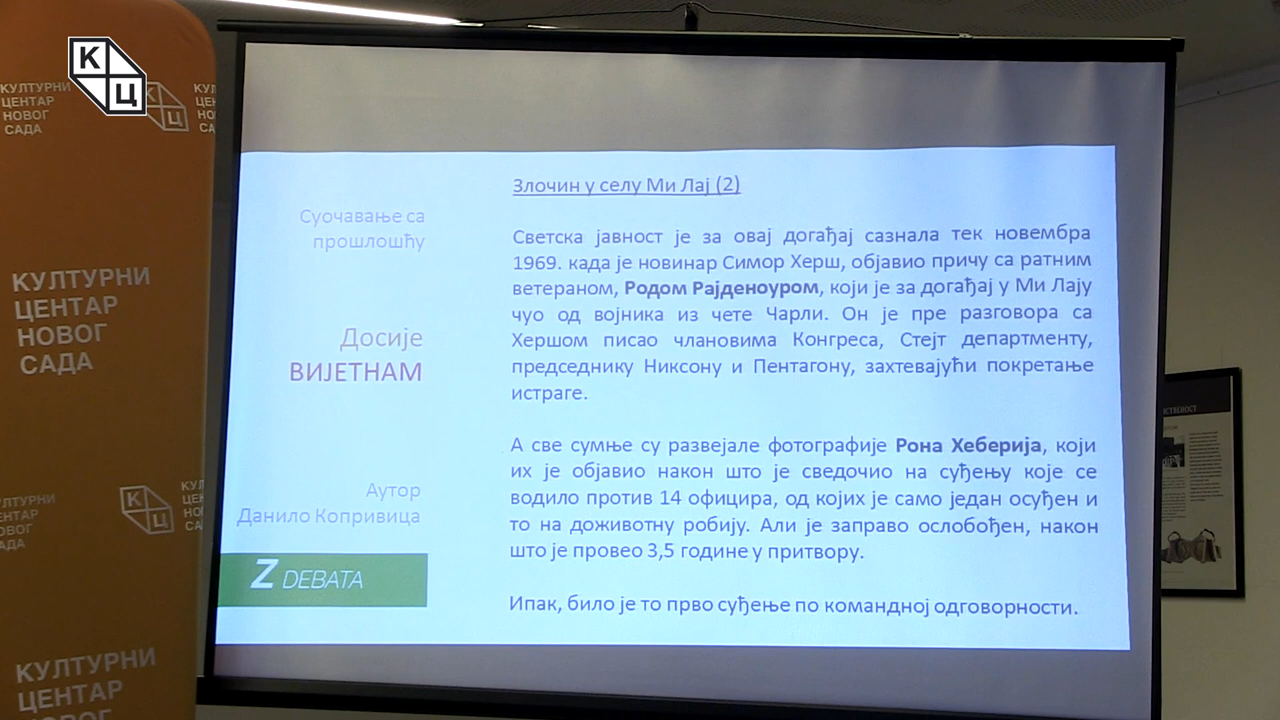 К
Ц
КУЛТУРНИ
ЦЕНТАР
НОВОГ
САДА
КУЛТУРНИ
ЦЕНТАР
НОВОГ
САДА
КУЛТУРНИ
ЦЕНТАР
НОВОГ
Суочавање са
прошлошћу
Досије
ВИЈЕТНАМ
Аутор
Данило Копривица
Z DEBATA
Злочин у селу Ми Лај (2)
Светска јавност је за овај догађај сазнала тек новембра
1969. када је новинар Симор Херш, објавио причу са ратним
ветераном, Родом Рајденоуром, који је за догађај у Ми Лају
чуо од војника из чете Чарли. Он је пре разговора са
Хершом писао члановима Конгреса, Стејт департменту,
председнику Никсону и Пентагону, захтевајући покретање
истраге.
А све сумње су развејале фотографије Рона Хеберија, који
их је објавио након што је сведочио на суђењу које се
водило против 14 официра, од којих је само један осуђен и
то на доживотну робију. Али је заправо ослобођен, након
што је провео 3,5 године у притвору.
Ипак, било је то прво суђење по командној одговорности.